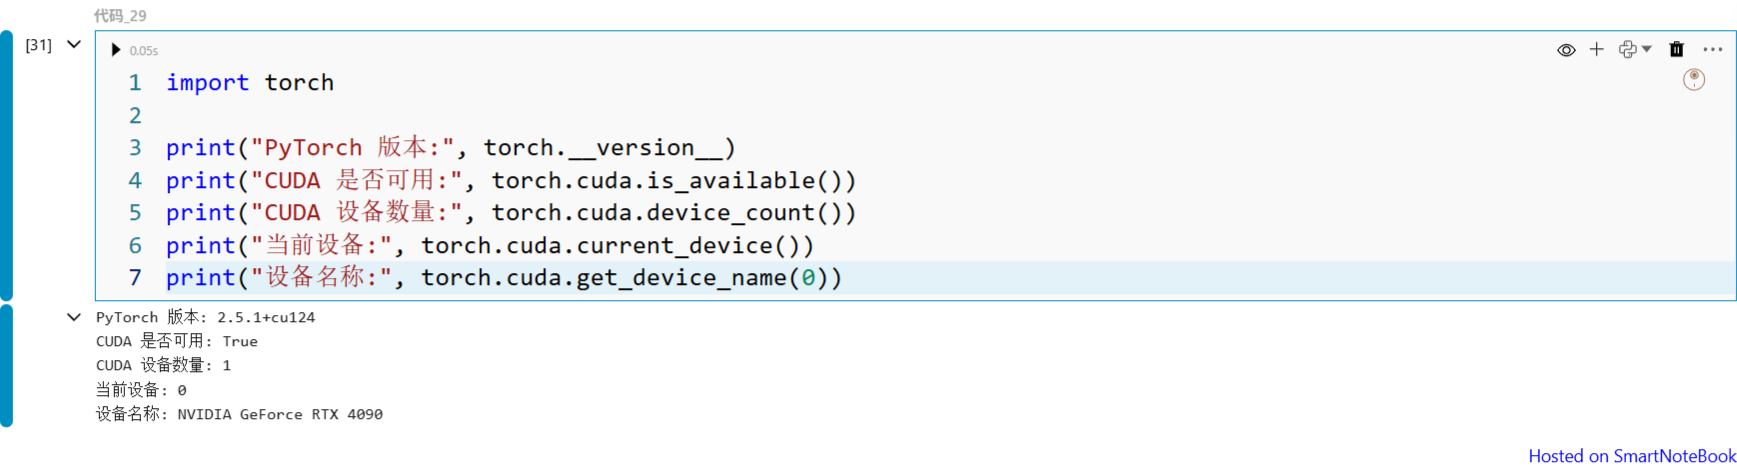 代码_29
[31]
0.05s
1 import torch
2
3 print("PyTorch 版本:", torch.__version__)
4 print("CUDA 是否可用:", torch.cuda.is_available())
5 print("CUDA 设备数量:", torch.cuda.device_count())
6 print("当前设备:", torch.cuda.current_device())
7 print("设备名称:", torch.cuda.get_device_name(0))
PyTorch 版本: 2.5.1+cu124
CUDA 是否可用: True
CUDA 设备数量: 1
当前设备: 0
设备名称: NVIDIA GeForce RTX 4090
Hosted on SmartNoteBook